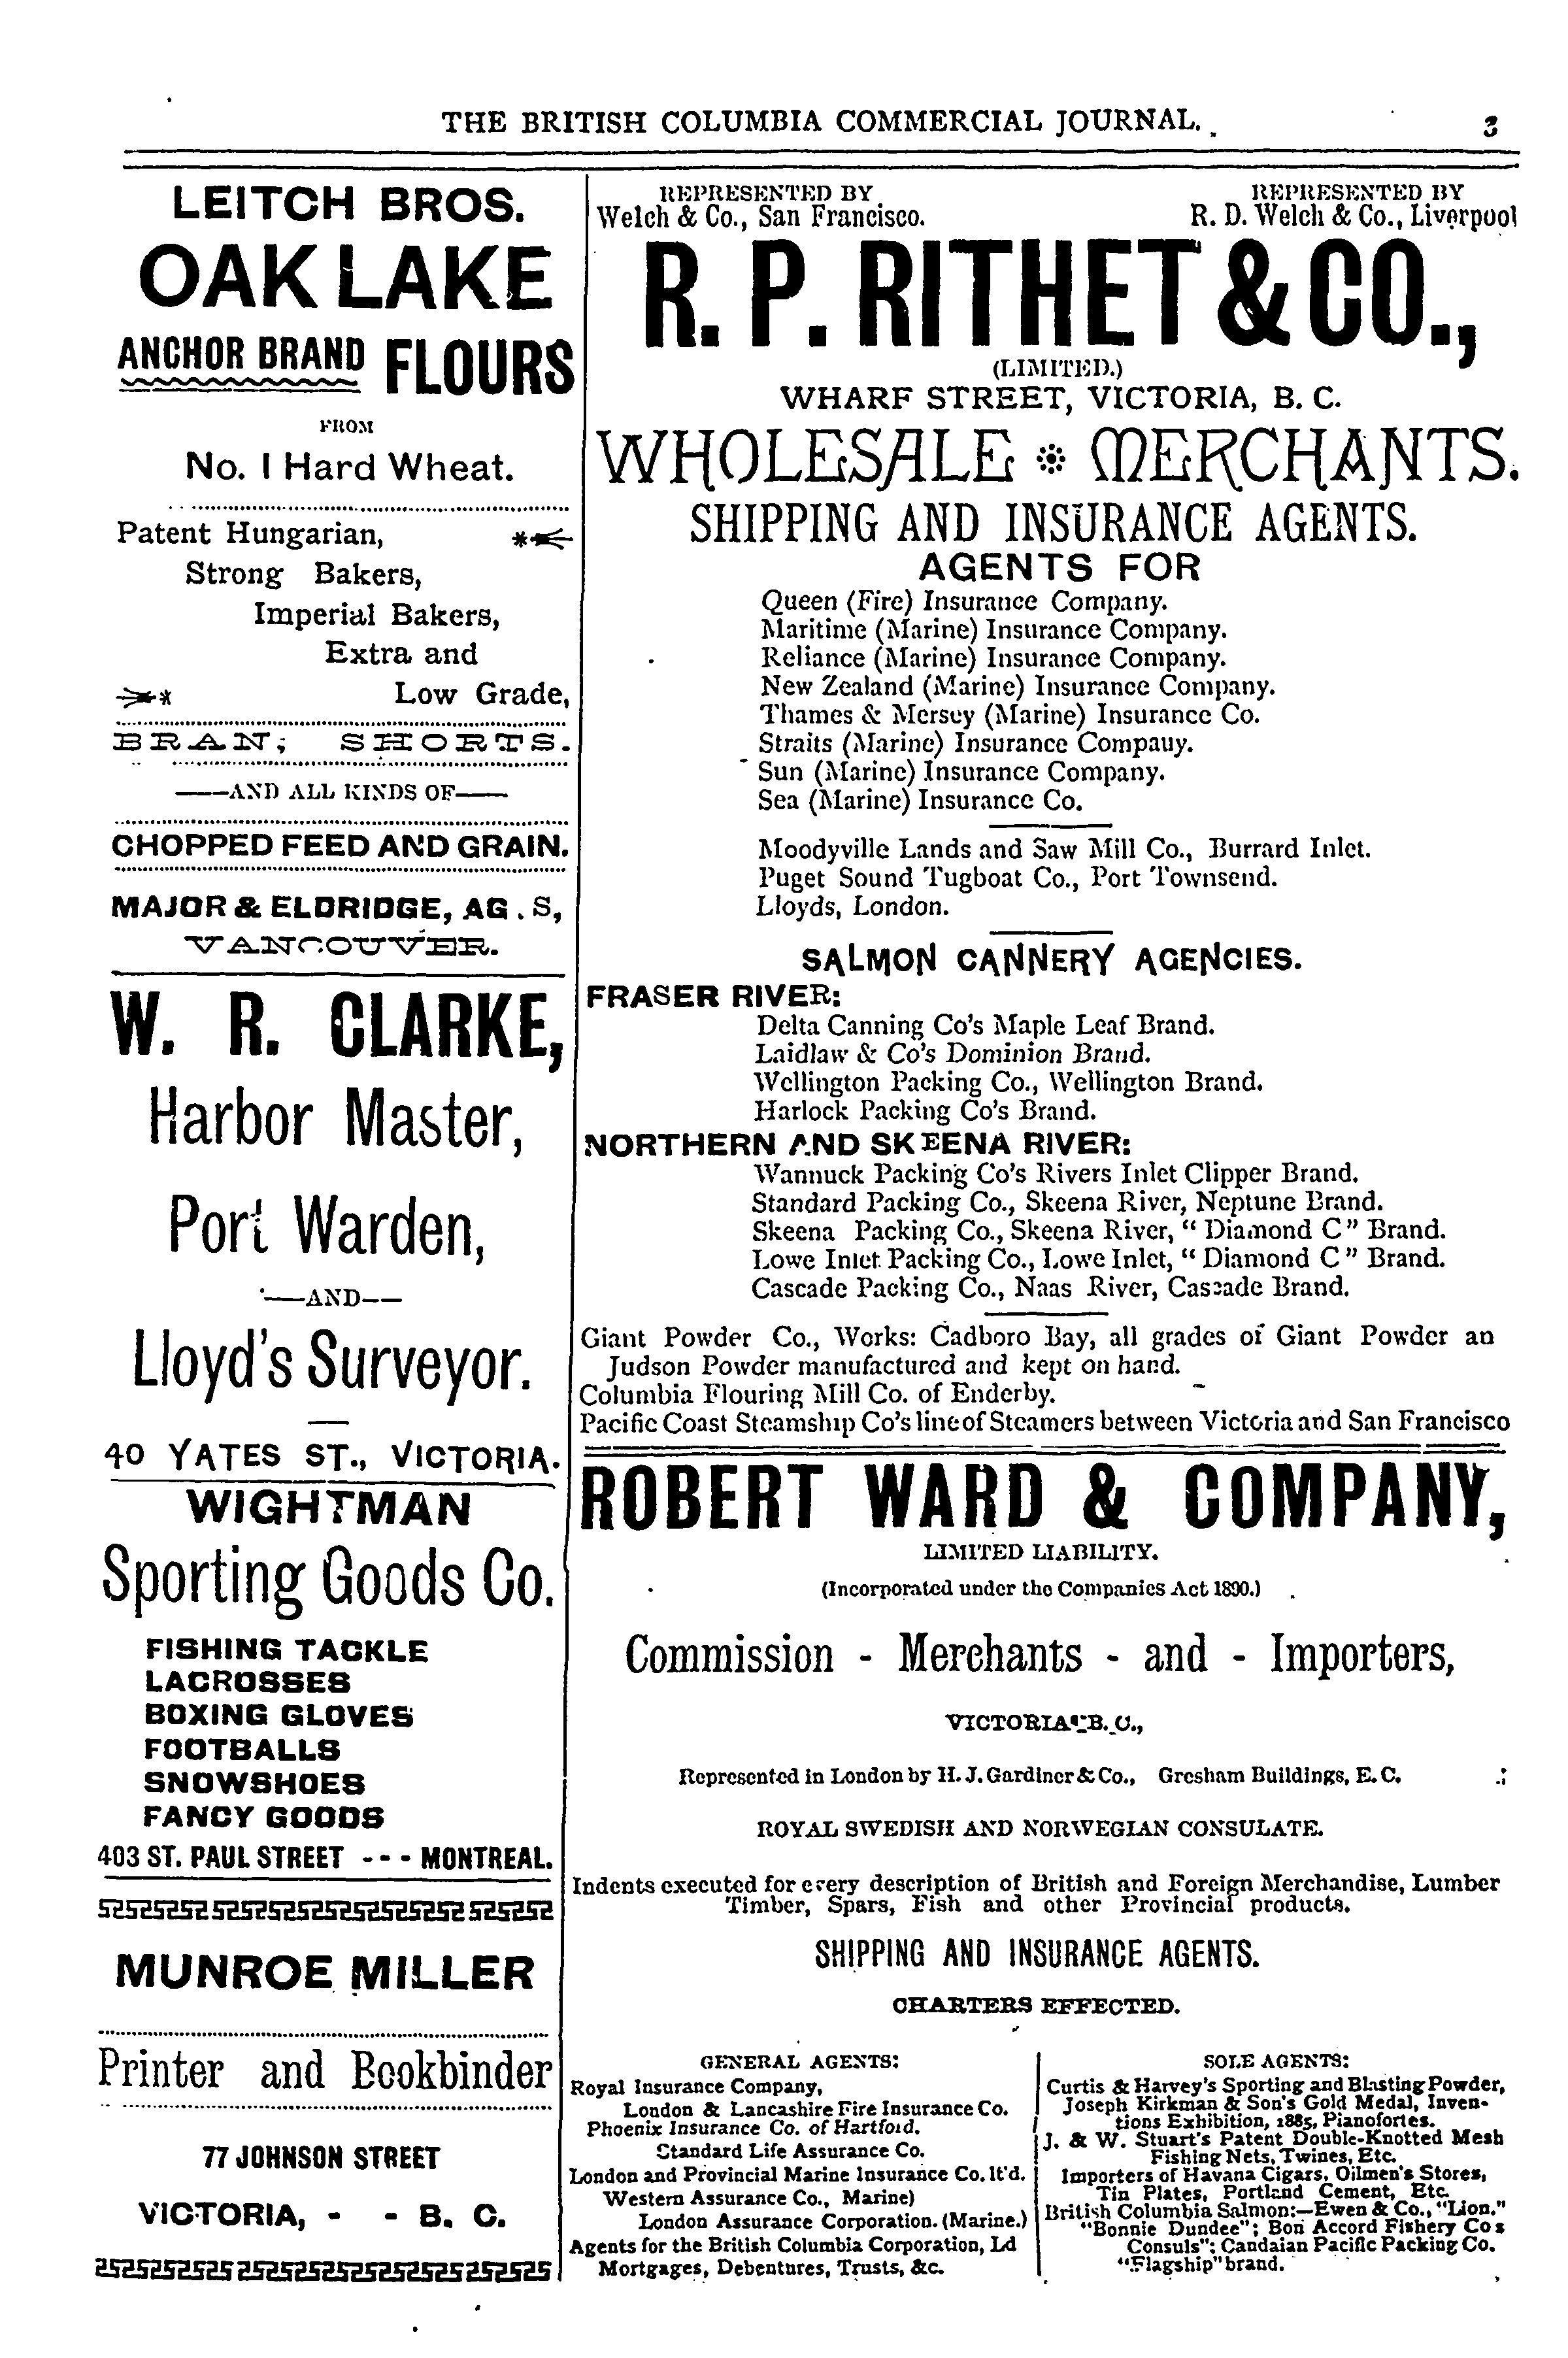 THE BRITISH COLUMBIA COMMERCIAL JOURNAL.
3
LEITCH BROS.
OAK LAKE
ANCHOR BRAND FLOURS
FROM
No. 1 Hard Wheat.
Patent Hungarian,
Strong Bakers,
Imperial Bakers,
Extra and
Low Grade,
BRAN; SHORTS.
AND ALL KINDS OF
CHOPPED FEED AND GRAIN.
MAJOR & ELDRIDGE, AG . S,
VANCOUVER.
W. R. CLARKE,
Harbor Master,
Port Warden,
—AND—
Lloyd's Surveyor.
40 YATES ST., VICTORIA.
WIGHTMAN
Sporting Goods Co.
FISHING TACKLE
LACROSSES
BOXING GLOVES
FOOTBALLS
SNOWSHOES
FANCY GOODS
403 ST. PAUL STREET - - - MONTREAL.
MUNROE MILLER
Printer and Bookbinder
77 JOHNSON STREET
VICTORIA, - - B. C.
REPRESENTED BY
Welch & Co., San Francisco.
REPRESENTED BY
R. D. Welch & Co., Liverpool
R. P. RITHET & CO.,
(LIMITED.)
WHARF STREET, VICTORIA, B. C.
WHOLESALE MERCHANTS.
SHIPPING AND INSURANCE AGENTS.
AGENTS FOR
Queen (Fire) Insurance Company.
Maritime (Marine) Insurance Company.
Reliance (Marine) Insurance Company.
New Zealand (Marine) Insurance Company.
Thames & Mersey (Marine) Insurance Co.
Straits (Marine) Insurance Compauy.
Sun (Marine) Insurance Company.
Sea (Marine) Insurance Co.
Moodyville Lands and Saw Mill Co., Burrard Inlet.
Puget Sound Tugboat Co., Port Townsend.
Lloyds, London.
SALMON CANNERY AGENCIES.
FRASER RIVER:
Delta Canning Co's Maple Leaf Brand.
Laidlaw & Co's Dominion Brand.
Wellington Packing Co., Wellington Brand.
Harlock Packing Co's Brand.
NORTHERN AND SKEENA RIVER:
Wannuck Packing Co's Rivers Inlet Clipper Brand.
Standard Packing Co., Skeena River, Neptune Brand.
Skeena Packing Co., Skeena River, "Diamond C" Brand.
Lowe Inlet Packing Co., Lowe Inlet, "Diamond C" Brand.
Cascade Packing Co., Naas River, Cascade Brand.
Giant Powder Co., Works: Cadboro Bay, all grades of Giant Powder an
Judson Powder manufactured and kept on hand.
Columbia Flouring Mill Co. of Enderby.
Pacific Coast Steamship Co's line of Steamers between Victoria and San Francisco
ROBERT WARD & COMPANY,
LIMITED LIABILITY.
(Incorporated under the Companies Act 1890.)
Commission - Merchants - and - Importers,
VICTORIA, B. C.,
Represented in London by H. J. Gardiner & Co., Gresham Buildings, E. C.
ROYAL SWEDISH AND NORWEGIAN CONSULATE.
Indents executed for every description of British and Foreign Merchandise, Lumber
Timber, Spars, Fish and other Provincial products.
SHIPPING AND INSURANCE AGENTS.
CHARTERS EFFECTED.
GENERAL AGENTS:
Royal Insurance Company,
London & Lancashire Fire Insurance Co.
Phoenix Insurance Co. of Hartford.
Standard Life Assurance Co.
London and Provincial Marine Insurance Co. lt'd.
Western Assurance Co., Marine)
London Assurance Corporation. (Marine.)
Agents for the British Columbia Corporation, Ld
Mortgages, Debentures, Trusts, &c.
SOLE AGENTS:
Curtis & Harvey's Sporting and Blasting Powder,
Joseph Kirkman & Son's Gold Medal, Inven-
tions Exhibition, 1885, Pianofortes.
J. & W. Stuart's Patent Double-Knotted Mesh
Fishing Nets, Twines, Etc.
Importers of Havana Cigars, Oilmen's Stores,
Tin Plates, Portland Cement, Etc.
British Columbia Salmon:—Ewen & Co., "Lion."
"Bonnie Dundee"; Bon Accord Fishery Cos
Consuls"; Candaian Pacific Packing Co.
"Flagship" brand.